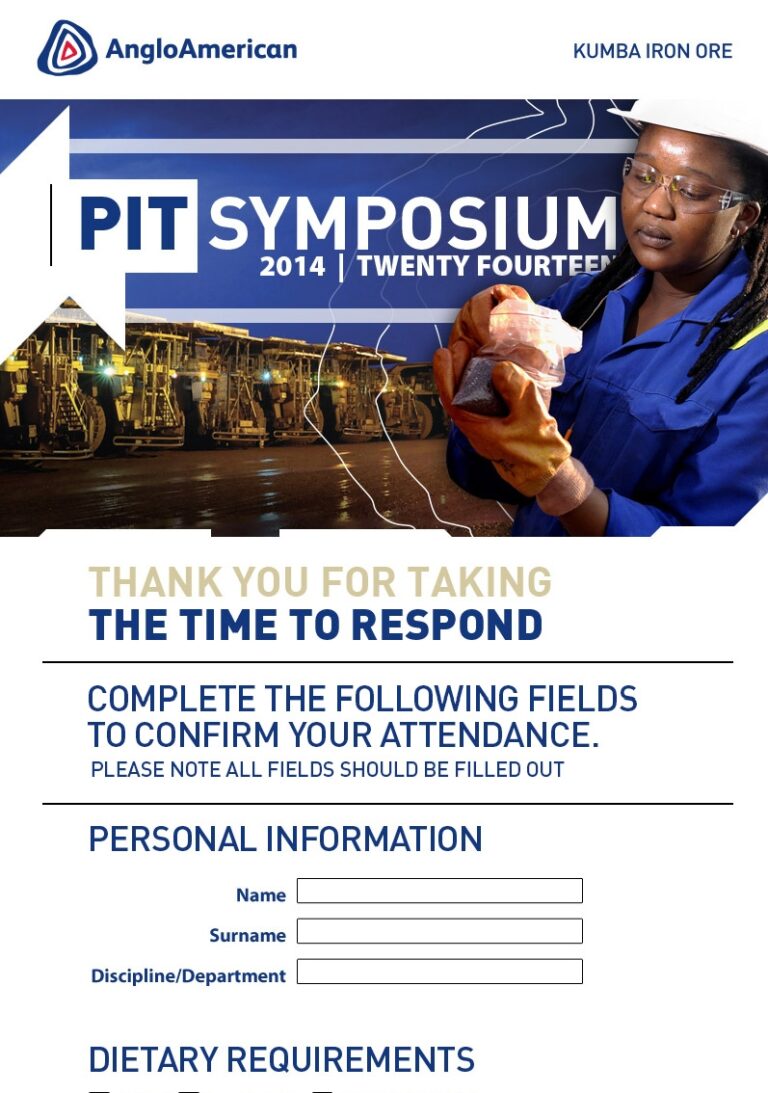 AngloAmerican
KUMBA IRON ORE
PIT SYMPOSIUM
2014 | TWENTY FOURTEEN
THANK YOU FOR TAKING
THE TIME TO RESPOND
COMPLETE THE FOLLOWING FIELDS
TO CONFIRM YOUR ATTENDANCE.
PLEASE NOTE ALL FIELDS SHOULD BE FILLED OUT
PERSONAL INFORMATION
Name
Surname
Discipline/Department
DIETARY REQUIREMENTS